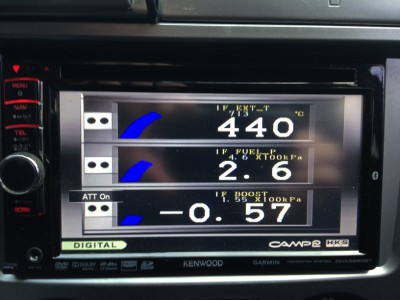 MENU
NAV
TEL
IF EXT_T
713
℃
440
IF FUEL_P
4.6 X100kPa
2.6
ATT On
IF BOOST
1.55 X100kPa
-0.57
DIGITAL
CAMP2 HKS
KENWOOD
GARMIN